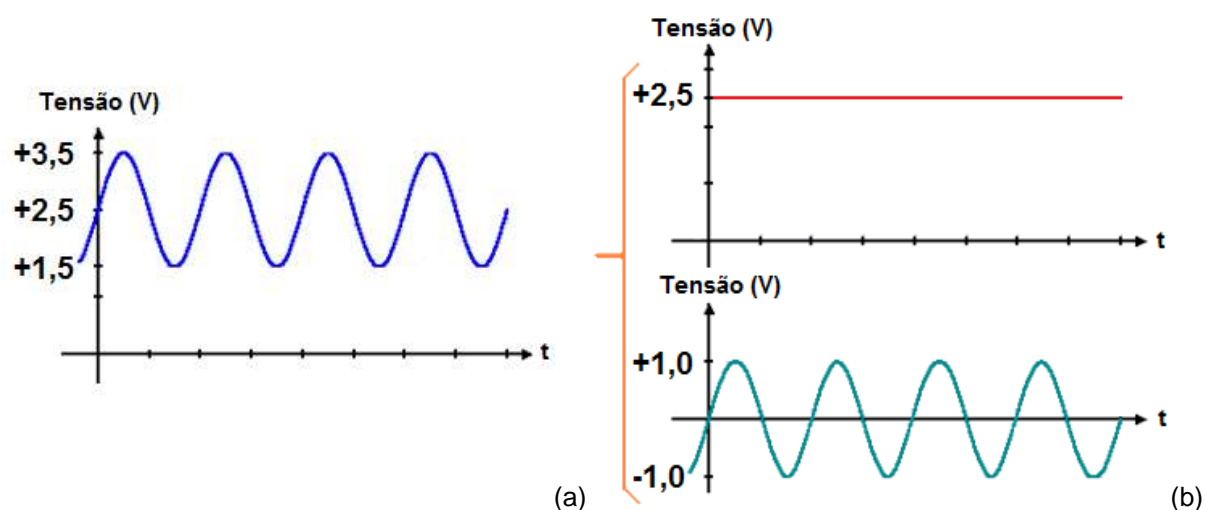 Tensão (V)
+3,5
+2,5
+1,5
t
(a)
Tensão (V)
+2,5
t
Tensão (V)
+1,0
t
-1,0
(b)